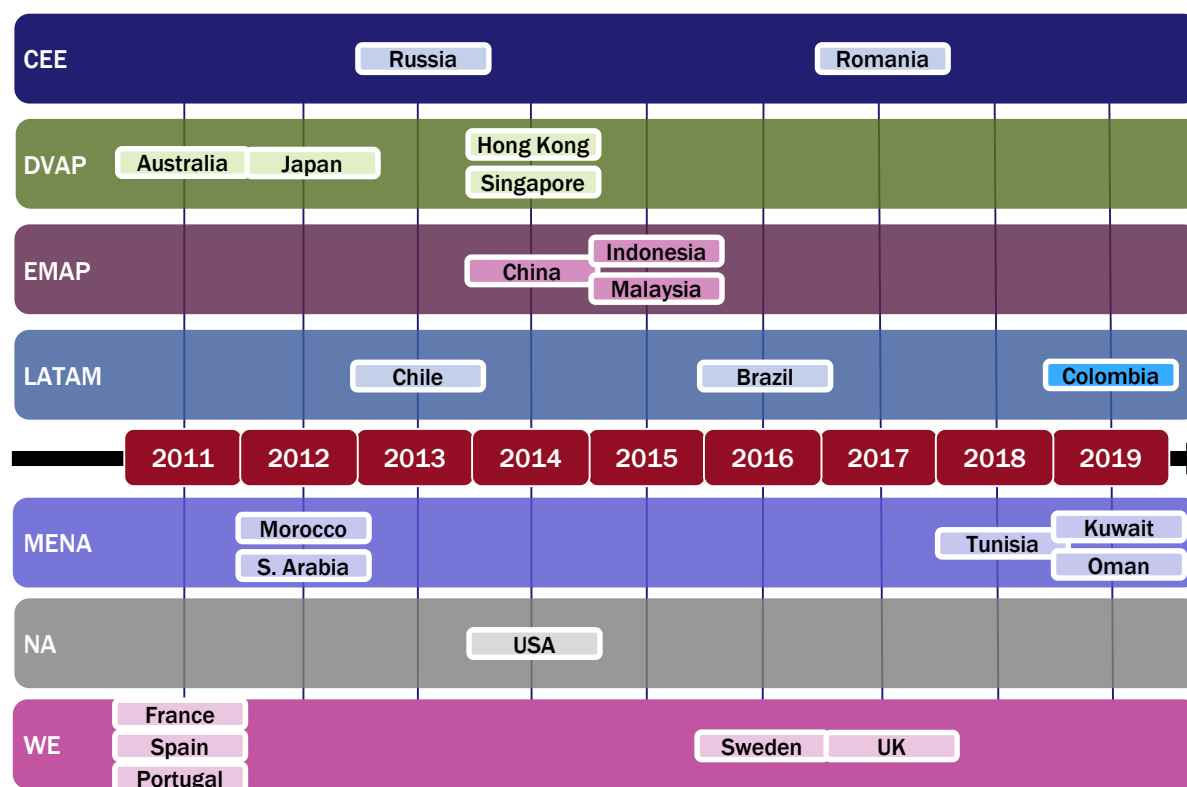 CEE
Russia
Romania
DVAP
Australia
Japan
Hong Kong
Singapore
EMAP
China
Indonesia
Malaysia
LATAM
Chile
Brazil
Colombia
2011 2012 2013 2014 2015 2016 2017 2018 2019
MENA
Morocco
S. Arabia
Tunisia
Kuwait
Oman
NA
USA
WE
France
Spain
Portugal
Sweden
UK